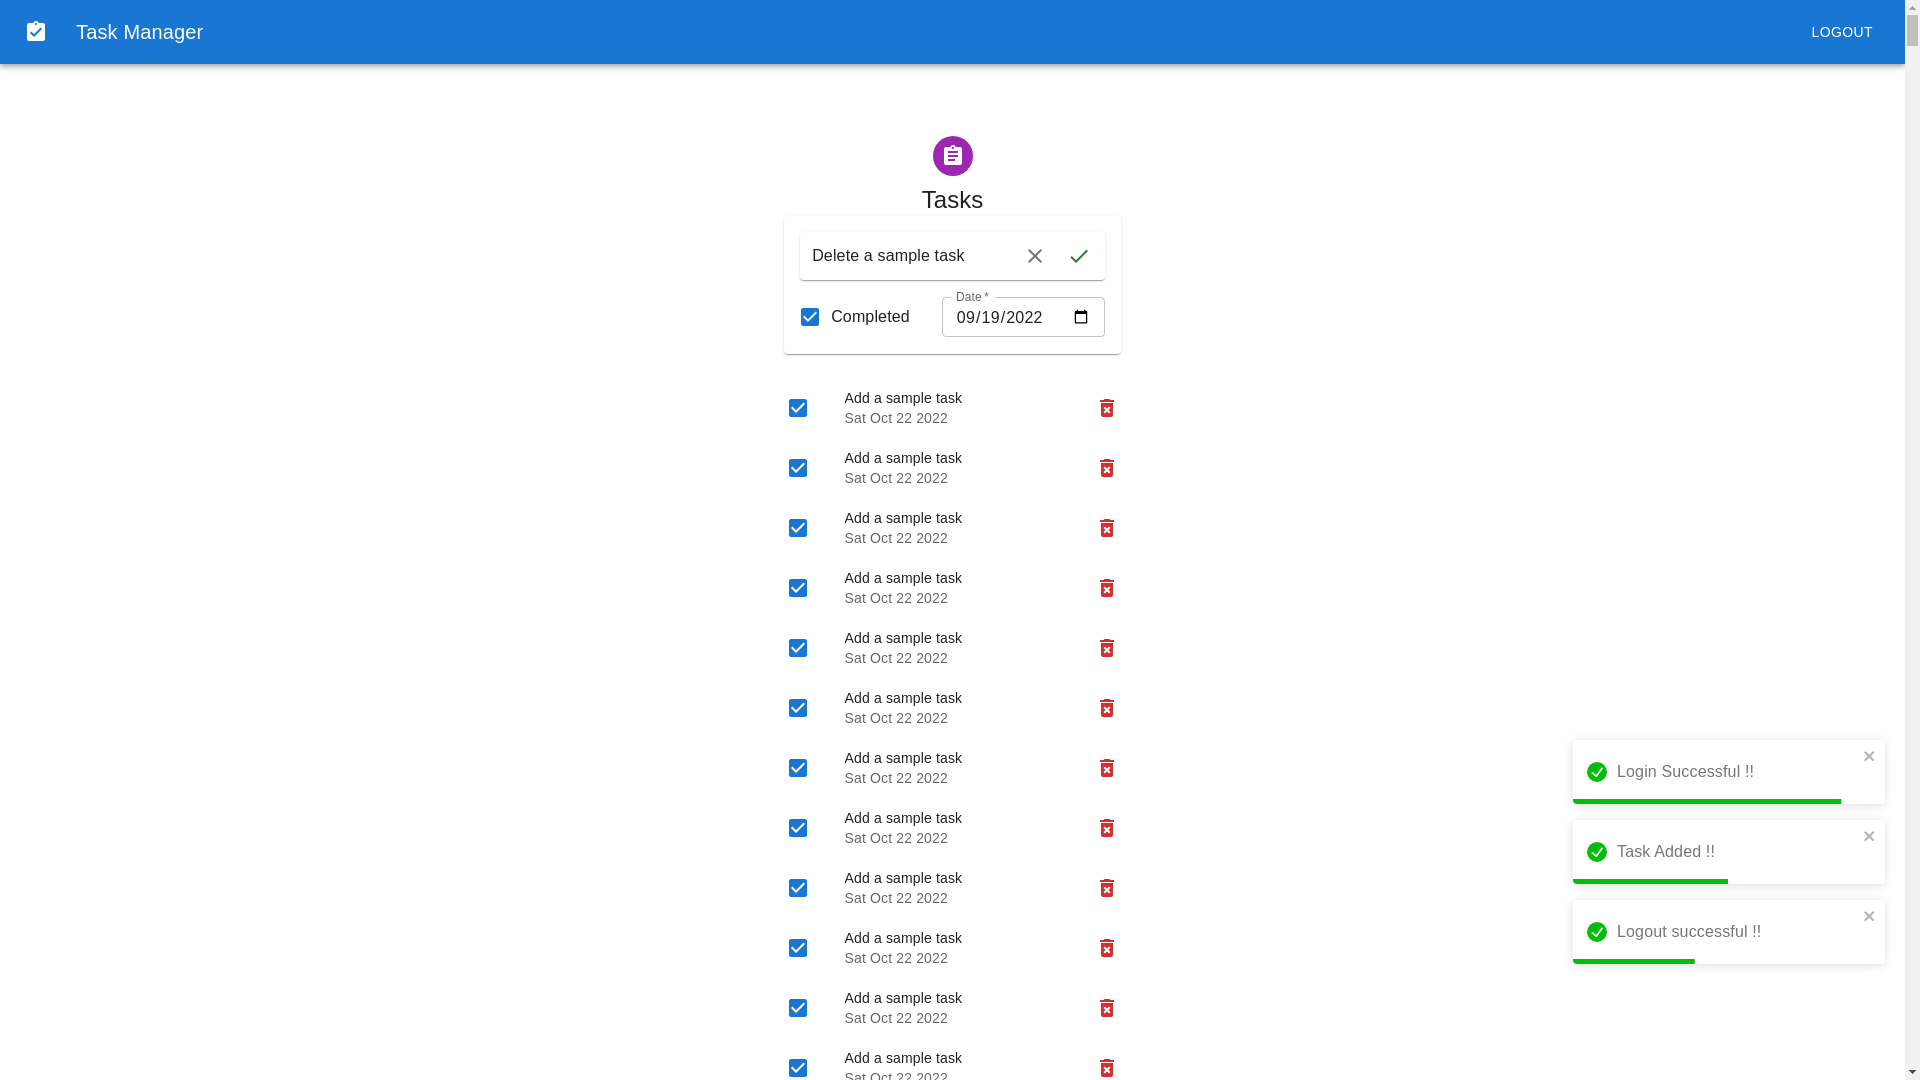 Task Manager
LOGOUT
Tasks
Delete a sample task
Date *
Completed
09/19/2022
Add a sample task
Sat Oct 22 2022
Add a sample task
Sat Oct 22 2022
Add a sample task
Sat Oct 22 2022
Add a sample task
Sat Oct 22 2022
Add a sample task
Sat Oct 22 2022
Add a sample task
Sat Oct 22 2022
Add a sample task
Sat Oct 22 2022
Add a sample task
Sat Oct 22 2022
Add a sample task
Sat Oct 22 2022
Add a sample task
Sat Oct 22 2022
Add a sample task
Sat Oct 22 2022
Add a sample task
Sat Oct 22 2022
Login Successful !!
Task Added !!
Logout successful !!